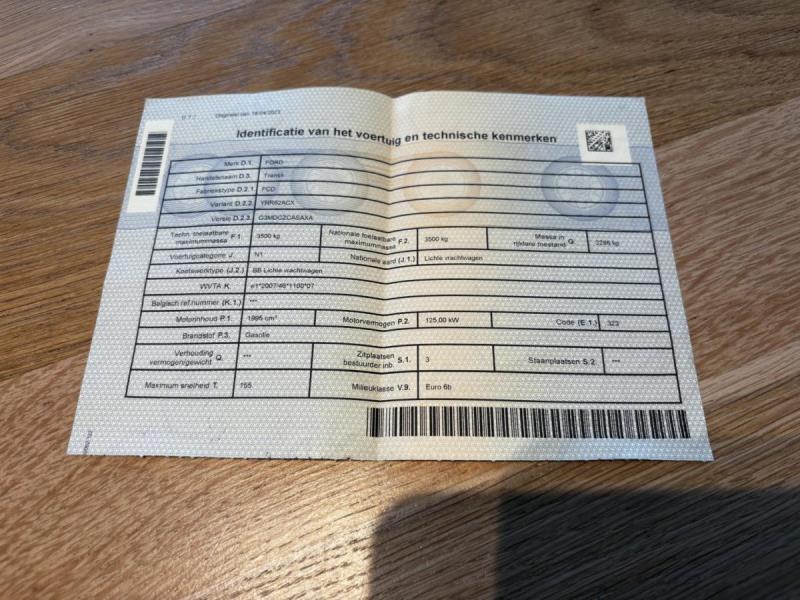 Identificatie van het voertuig en technische kenmerken
Merk D.1. FORD
Handelsnaam D.3. Transit
Fabriekstype D.2.1. FCD
Variant D.2.2. YNR62ACX
Versie D.2.3.
Techn. toelaatbare maximummassa F.1. 3500 kg Nationale toelaatbare maximummassa F.2. 3500 kg Massa in rijklare toestand G. 2296 kg
Voertuigcategorie J. N1 Nationale aard (J.1.) Lichte vrachtwagen
Koetswerktype (J.2.) BB Lichte vrachtwagen
WVTA K. e1*2007/46*1100*07
Belgisch ref.nummer (K.1.) ***
Motorinhoud P.1. 1995 cm³ Motorvermogen P.2. 125,00 kW Code (E.1.) 323
Brandstof P.3. Gasolie
Verhouding vermogen/gewicht Q. *** Zitplaatsen bestuurder inb. S.1. 3 Staanplaatsen S.2. ***
Maximum snelheid T. 155 Milieuklasse V.9. Euro 6b